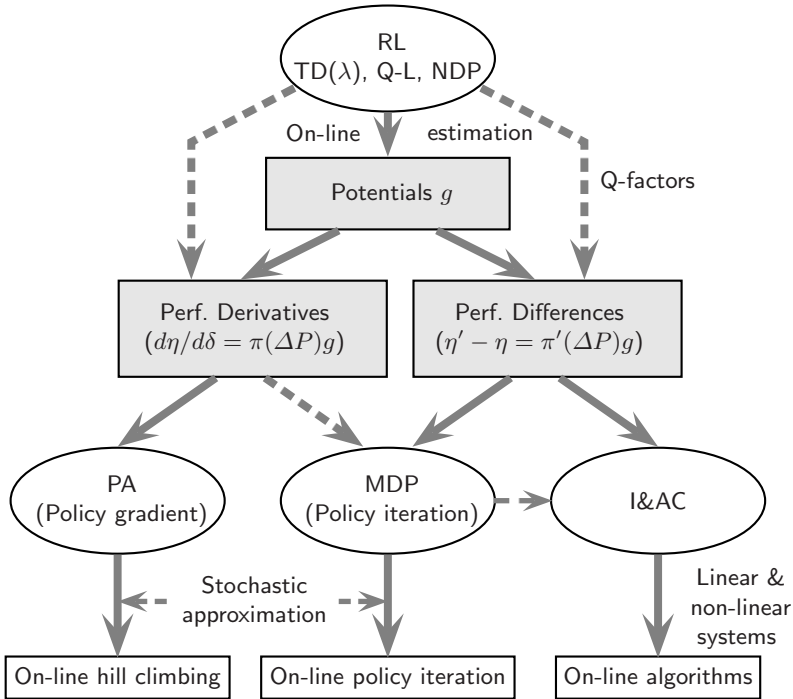 RL
TD(λ), Q-L, NDP
On-line estimation
Potentials g
Q-factors
Perf. Derivatives
(dη/dδ = π(ΔP)g)
Perf. Differences
(η′ − η = π′(ΔP)g)
PA
(Policy gradient)
MDP
(Policy iteration)
I&AC
Stochastic
approximation
Linear &
non-linear
systems
On-line hill climbing
On-line policy iteration
On-line algorithms